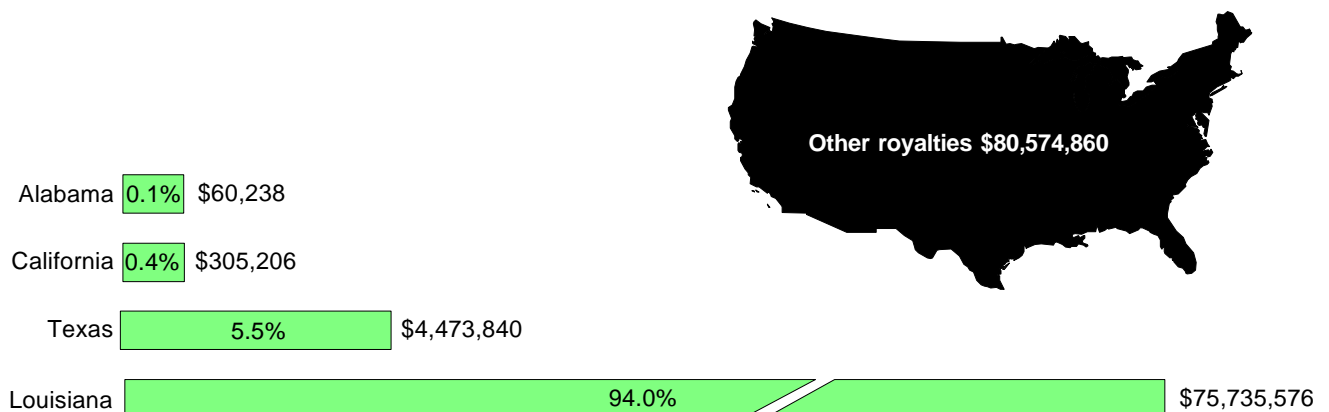 Other royalties $80,574,860
Alabama 0.1% $60,238
California 0.4% $305,206
Texas 5.5% $4,473,840
Louisiana 94.0% $75,735,576